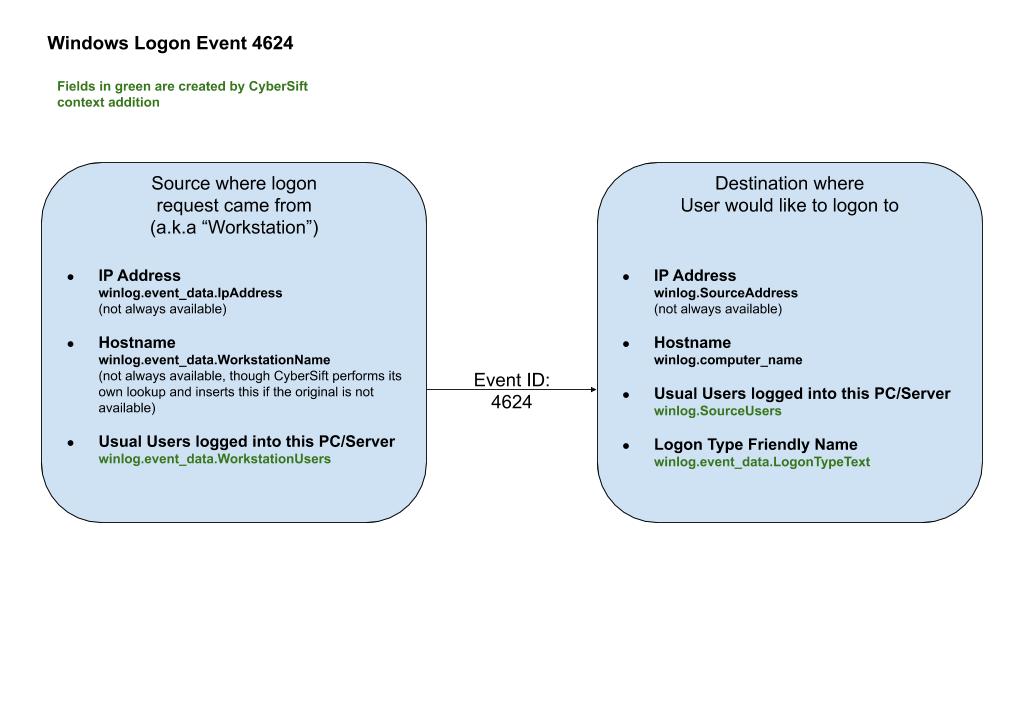 Windows Logon Event 4624
Fields in green are created by CyberSift
context addition
Source where logon
request came from
(a.k.a “Workstation”)
● IP Address
winlog.event_data.IpAddress
(not always available)
● Hostname
winlog.event_data.WorkstationName
(not always available, though CyberSift performs its
own lookup and inserts this if the original is not
available)
● Usual Users logged into this PC/Server
winlog.event_data.WorkstationUsers
Event ID:
4624
Destination where
User would like to logon to
● IP Address
winlog.SourceAddress
(not always available)
● Hostname
winlog.computer_name
● Usual Users logged into this PC/Server
winlog.SourceUsers
● Logon Type Friendly Name
winlog.event_data.LogonTypeText